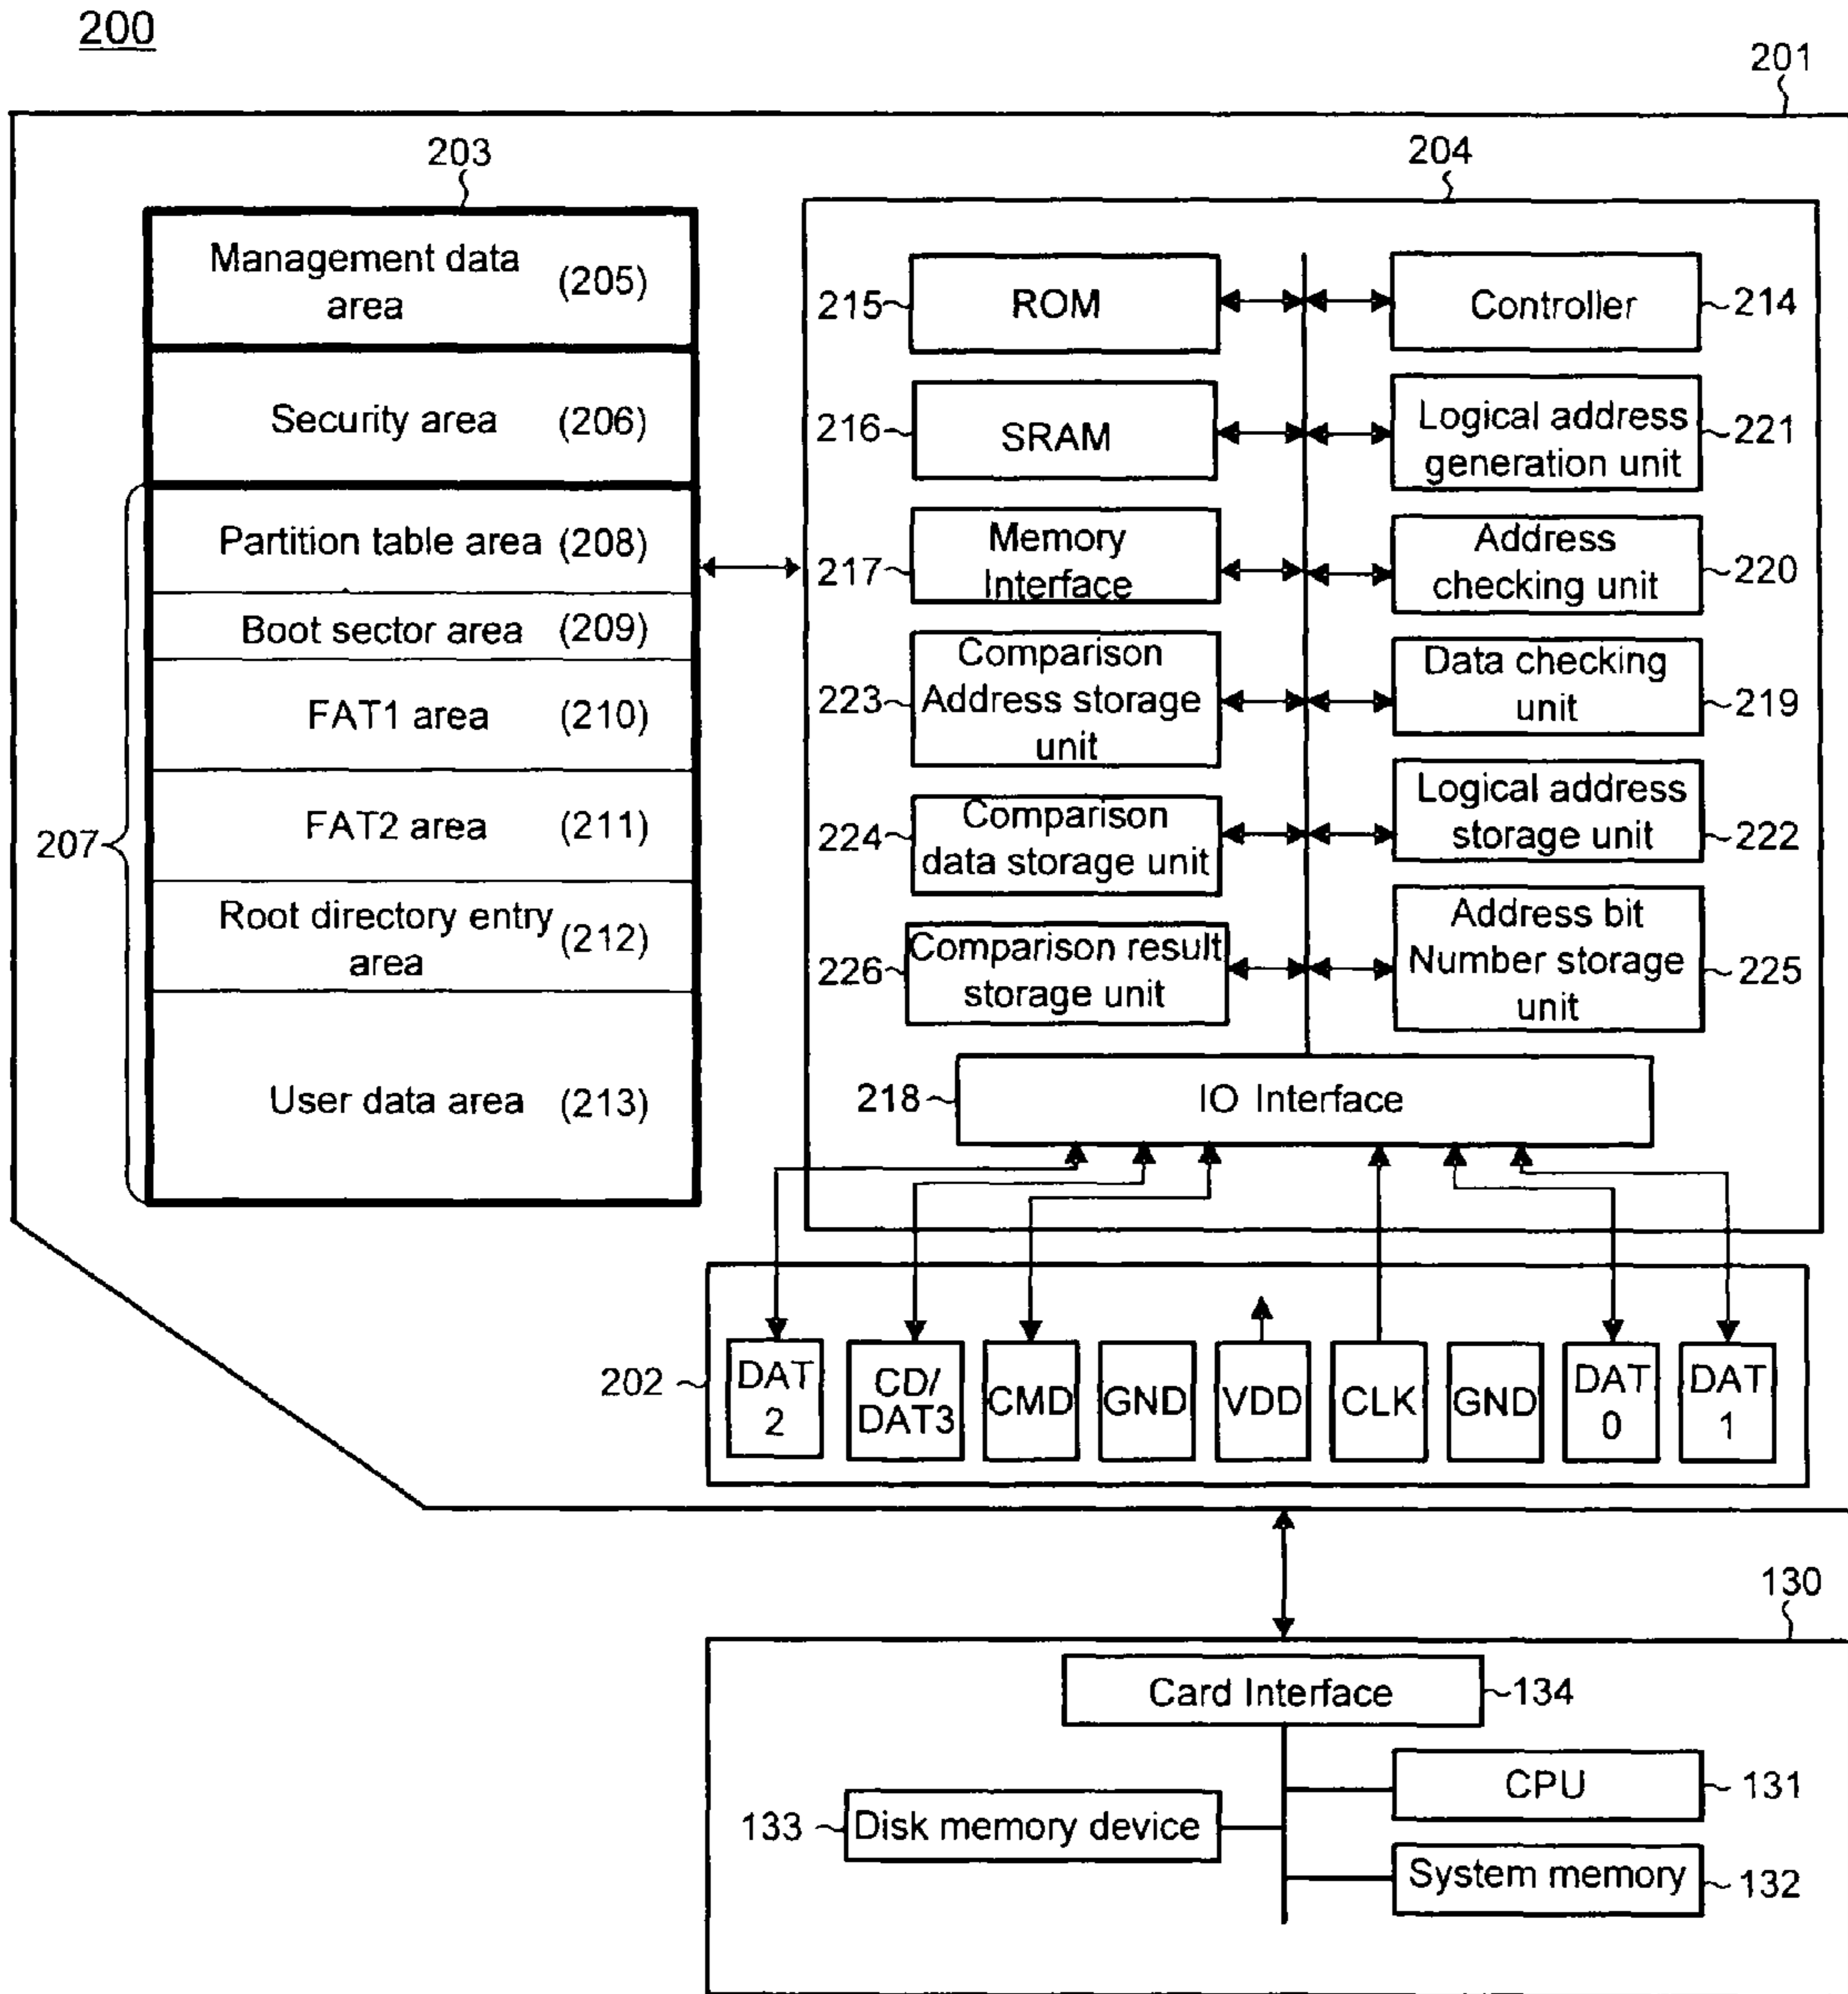 200
201
203
204
Management data
area
(205)
Security area
(206)
207
Partition table area
(208)
Boot sector area
(209)
FAT1 area
(210)
FAT2 area
(211)
Root directory entry
area
(212)
User data area
(213)
215
ROM
Controller
214
216
SRAM
Logical address
generation unit
221
217
Memory
Interface
Address
checking unit
220
223
Comparison
Address storage
unit
Data checking
unit
219
224
Comparison
data storage unit
Logical address
storage unit
222
226
Comparison result
storage unit
Address bit
Number storage
unit
225
218
IO Interface
202
DAT
2
CD/
DAT3
CMD
GND
VDD
CLK
GND
DAT
0
DAT
1
130
Card Interface
134
CPU
131
133
Disk memory device
System memory
132